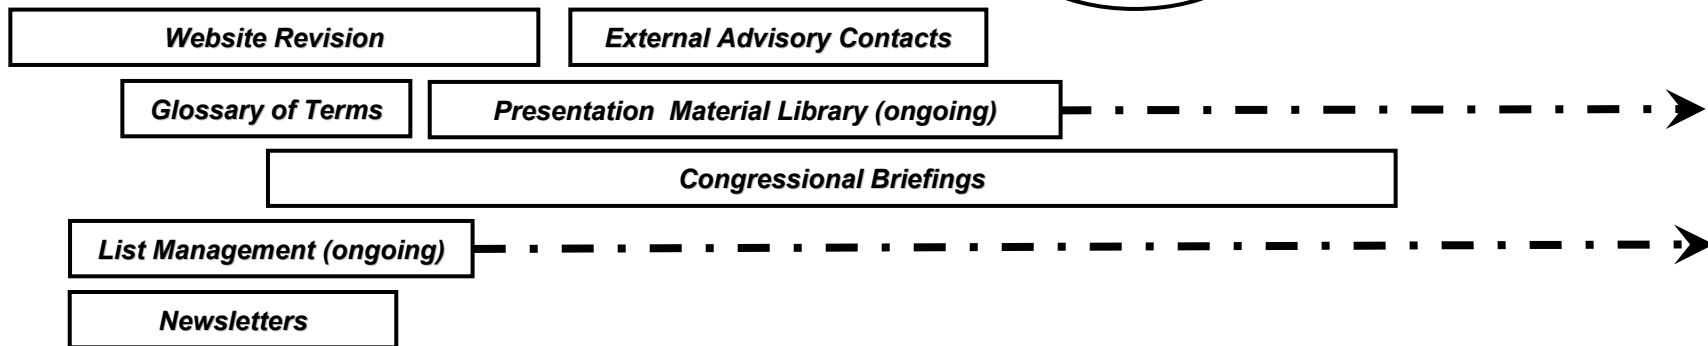 Website Revision
External Advisory Contacts
Glossary of Terms
Presentation  Material Library (ongoing)
Congressional Briefings
List Management (ongoing)
Newsletters